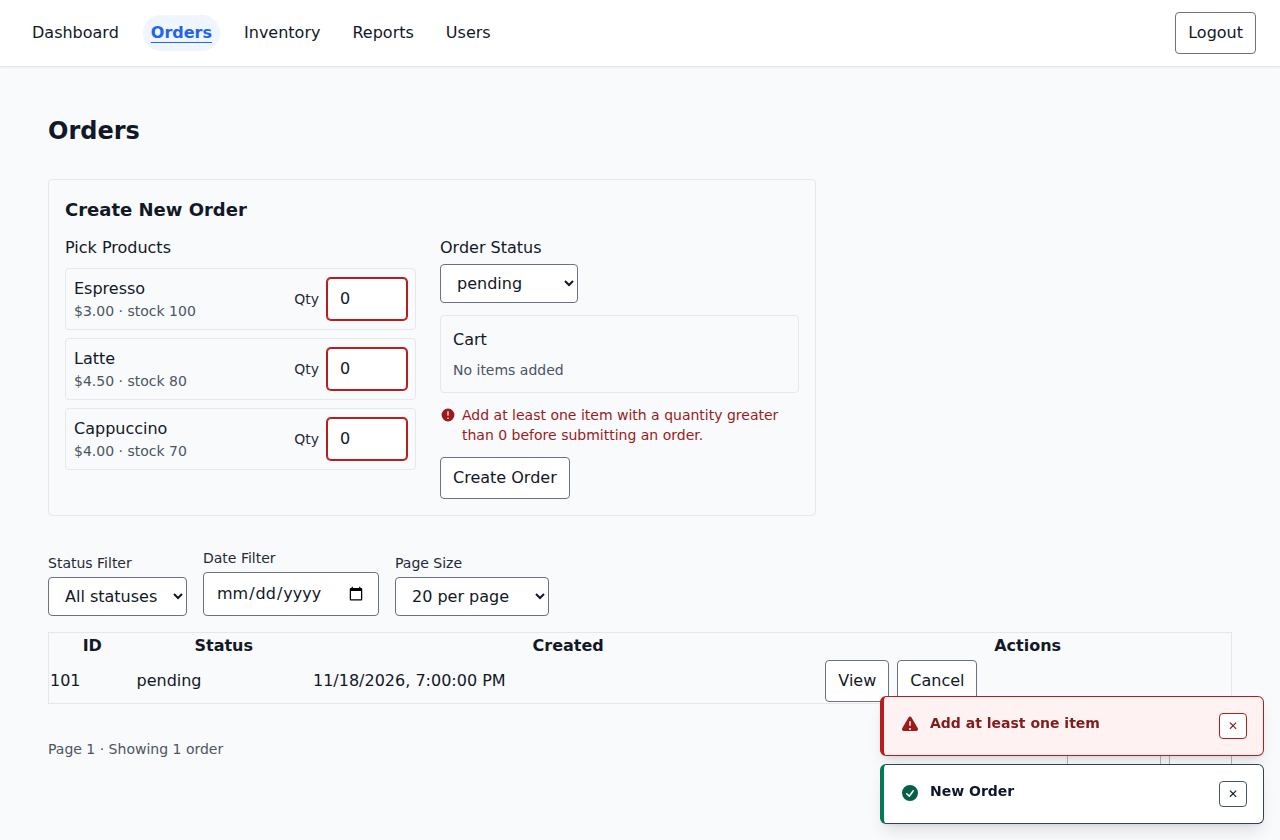 Dashboard Orders Inventory Reports Users Logout
Orders
Create New Order
Pick Products
Espresso
$3.00 · stock 100
Qty 0
Latte
$4.50 · stock 80
Qty 0
Cappuccino
$4.00 · stock 70
Qty 0
Order Status
pending
Cart
No items added
Add at least one item with a quantity greater
than 0 before submitting an order.
Create Order
Status Filter
All statuses
Date Filter
mm/dd/yyyy
Page Size
20 per page
ID Status Created Actions
101 pending 11/18/2026, 7:00:00 PM View Cancel
Page 1 · Showing 1 order
Add at least one item ×
New Order ×